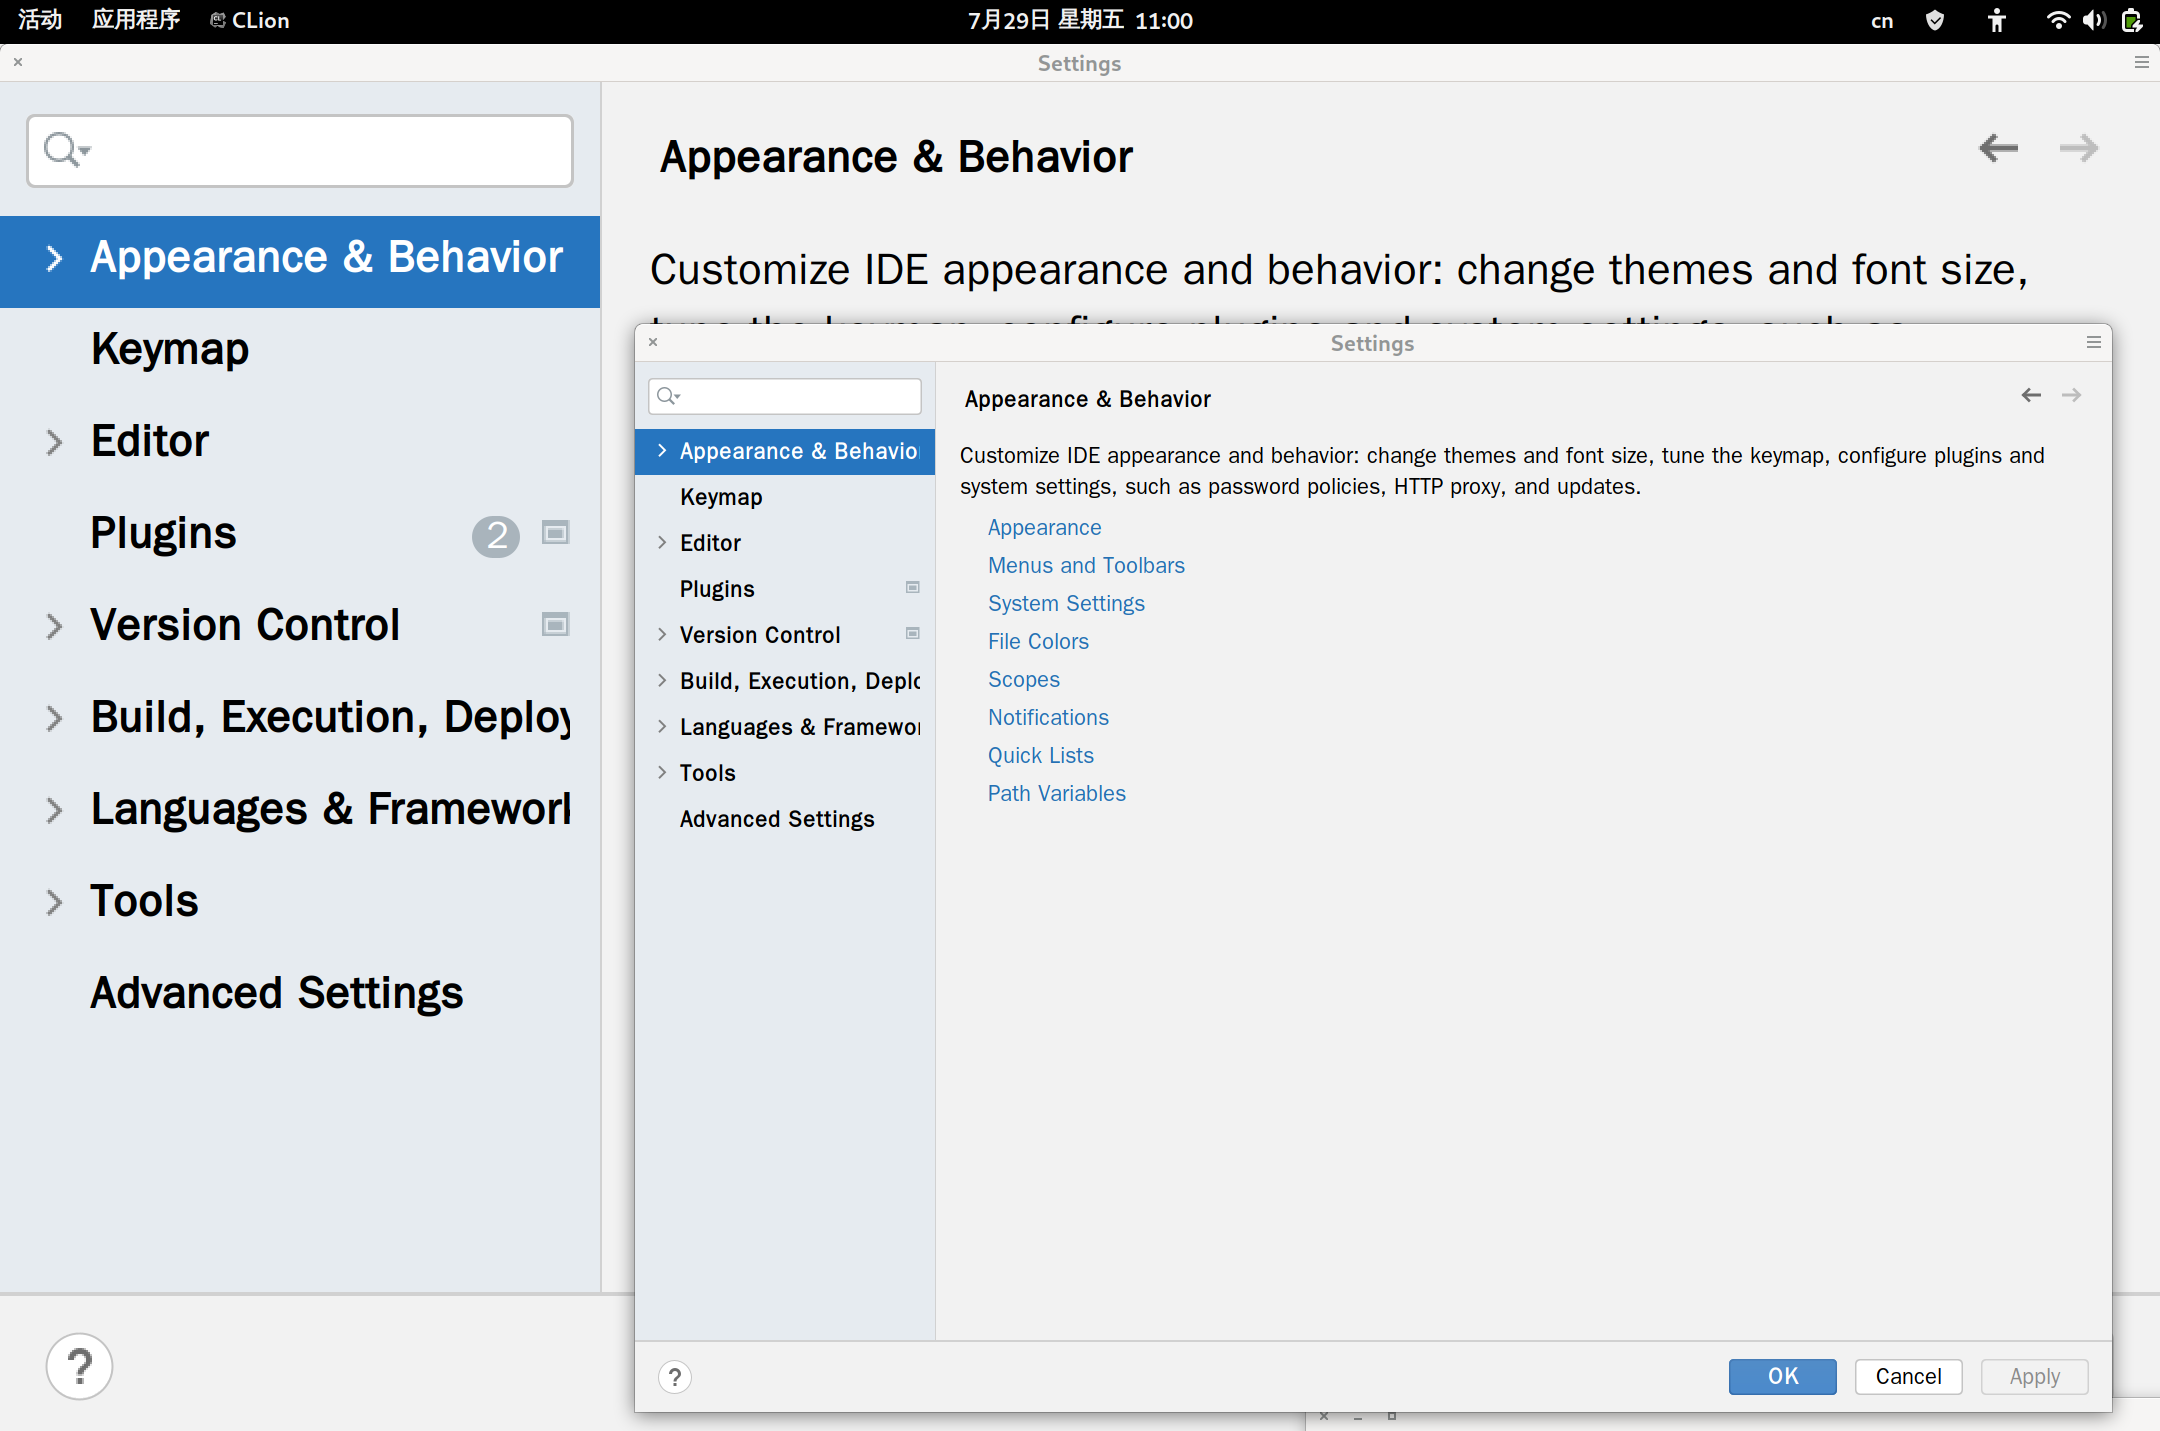 活动 应用程序 CLion 7月29日 星期五 11:00 cn
Settings
Appearance & Behavior
Keymap
Editor
Plugins 2
Version Control
Build, Execution, Deploy
Languages & Framework
Tools
Advanced Settings
?
Appearance & Behavior
Customize IDE appearance and behavior: change themes and font size,
Settings
Appearance & Behavior
Keymap
Editor
Plugins
Version Control
Build, Execution, Deplo
Languages & Framewor
Tools
Advanced Settings
Appearance & Behavior
Customize IDE appearance and behavior: change themes and font size, tune the keymap, configure plugins and
system settings, such as password policies, HTTP proxy, and updates.
Appearance
Menus and Toolbars
System Settings
File Colors
Scopes
Notifications
Quick Lists
Path Variables
?
OK Cancel Apply